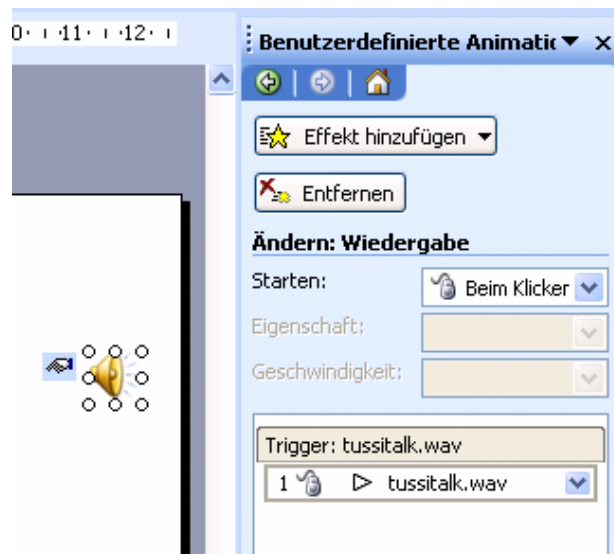 0 · ı · 11 · ı · 12 · ı
Benutzerdefinierte Animatic
Effekt hinzufügen
Entfernen
Ändern: Wiedergabe
Starten:
Beim Klicker
Eigenschaft:
Geschwindigkeit:
Trigger: tussitalk.wav
1 tussitalk.wav